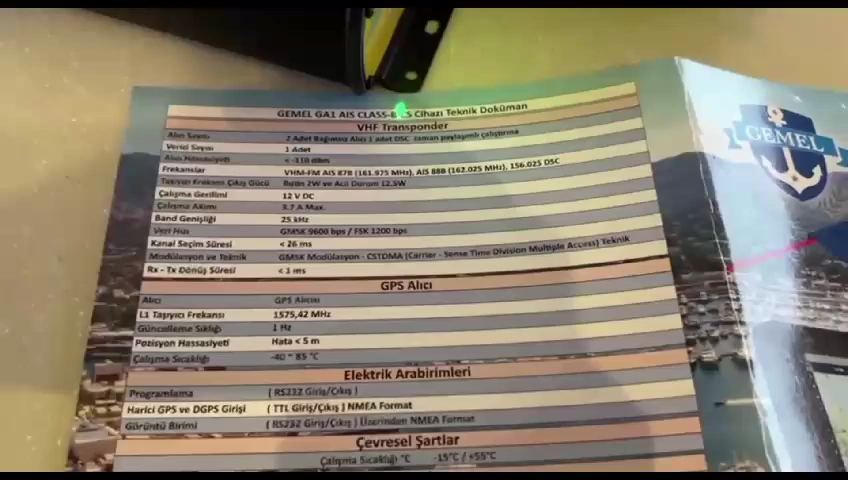 GEMEL GA1 AIS CLASS-B CS Cihazı Teknik Doküman
VHF Transponder
Alıcı Sayısı 2 Adet Bağımsız Alıcı 1 adet DSC zaman paylaşımlı çalıştırma
Verici Sayısı 1 Adet
Alıcı Hassasiyeti < -110 dBm
Frekanslar VHM-FM AIS 87B (161.975 MHz), AIS 88B (162.025 MHz), 156.025 DSC
Taşıyıcı Frekans Çıkış Gücü Rutin 2W ve Acil Durum 12.5W
Çalışma Gerilimi 12 V DC
Çalışma Akımı 3.7 A Max.
Band Genişliği 25 kHz
Veri Hızı GMSK 9600 bps / FSK 1200 bps
Kanal Seçim Süresi < 26 ms
Modülasyon ve Teknik GMSK Modülasyon - CSTDMA (Carrier - Sense Time Division Multiple Access) Teknik
Rx - Tx Dönüş Süresi < 1 ms
GPS Alıcı
Alıcı GPS Alıcısı
L1 Taşıyıcı Frekansı 1575,42 MHz
Güncelleme Sıklığı 1 Hz
Pozisyon Hassasiyeti Hata < 5 m
Çalışma Sıcaklığı -40 ~ 85 °C
Elektrik Arabirimleri
Programlama ( RS232 Giriş/Çıkış )
Harici GPS ve DGPS Girişi ( TTL Giriş/Çıkış ) NMEA Format
Görüntü Birimi ( RS232 Giriş/Çıkış ) Üzerinden NMEA Format
Çevresel Şartlar
Çalışma Sıcaklığı °C -15°C / +55°C
GEMEL